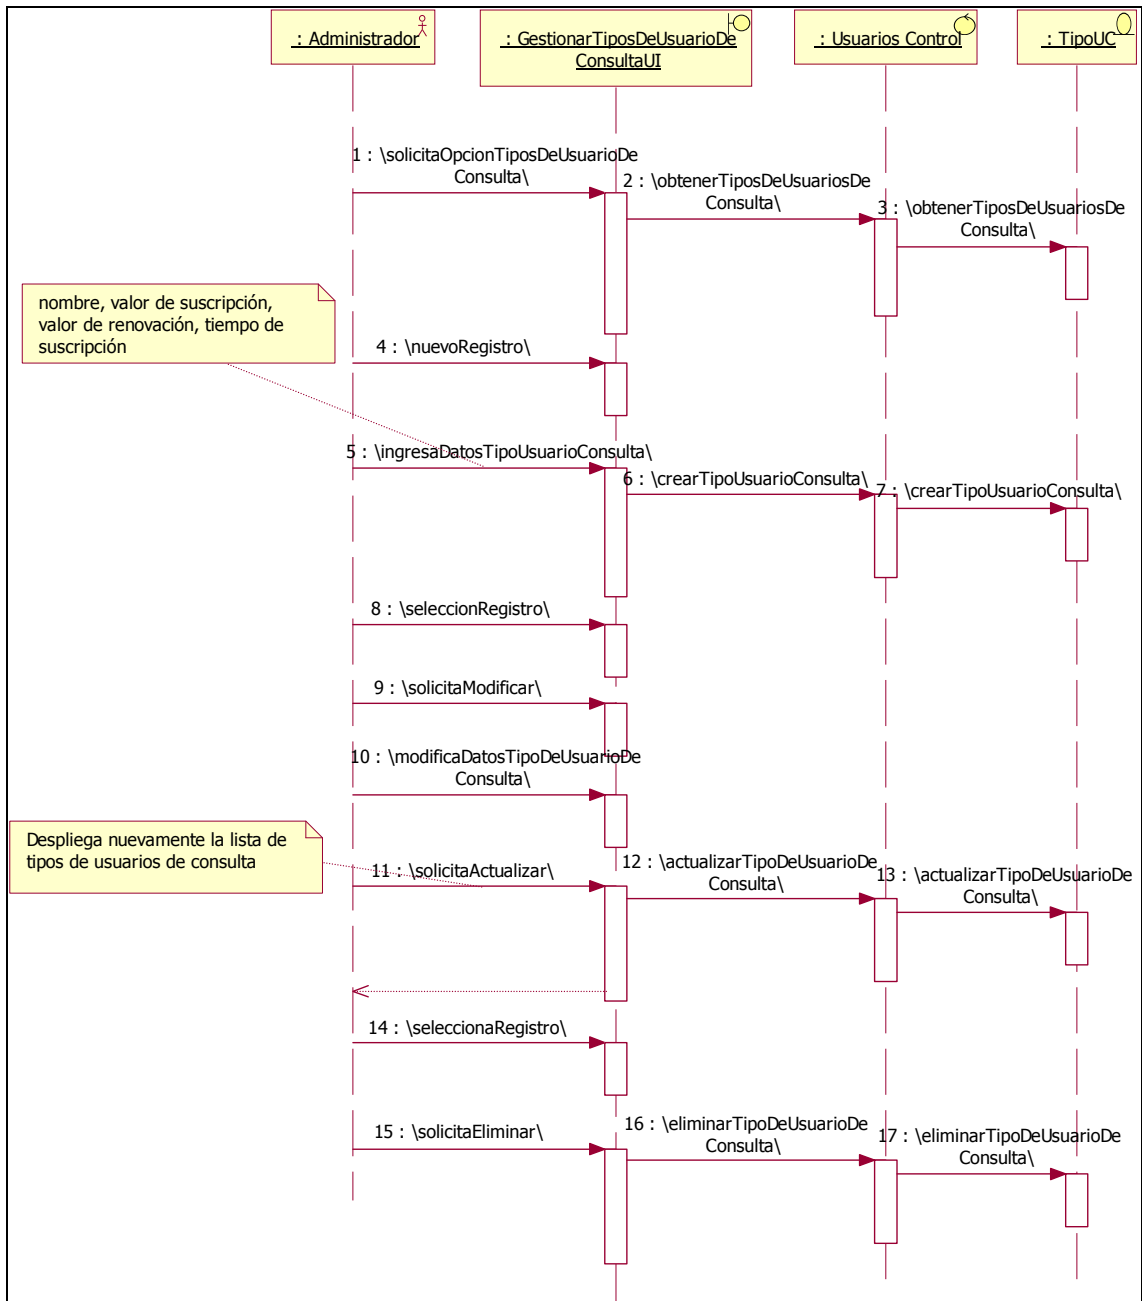 : Administrador
: GestionarTiposDeUsuarioDe
ConsultaUI
: Usuarios Control
: TipoUC
1 : \solicitaOpcionTiposDeUsuarioDe
Consulta\
2 : \obtenerTiposDeUsuariosDe
Consulta\
3 : \obtenerTiposDeUsuariosDe
Consulta\
nombre, valor de suscripción,
valor de renovación, tiempo de
suscripción
4 : \nuevoRegistro\
5 : \ingresaDatosTipoUsuarioConsulta\
6 : \crearTipoUsuarioConsulta\
7 : \crearTipoUsuarioConsulta\
8 : \seleccionRegistro\
9 : \solicitaModificar\
10 : \modificaDatosTipoDeUsuarioDe
Consulta\
Despliega nuevamente la lista de
tipos de usuarios de consulta
11 : \solicitaActualizar\
12 : \actualizarTipoDeUsuarioDe
Consulta\
13 : \actualizarTipoDeUsuarioDe
Consulta\
14 : \seleccionaRegistro\
15 : \solicitaEliminar\
16 : \eliminarTipoDeUsuarioDe
Consulta\
17 : \eliminarTipoDeUsuarioDe
Consulta\